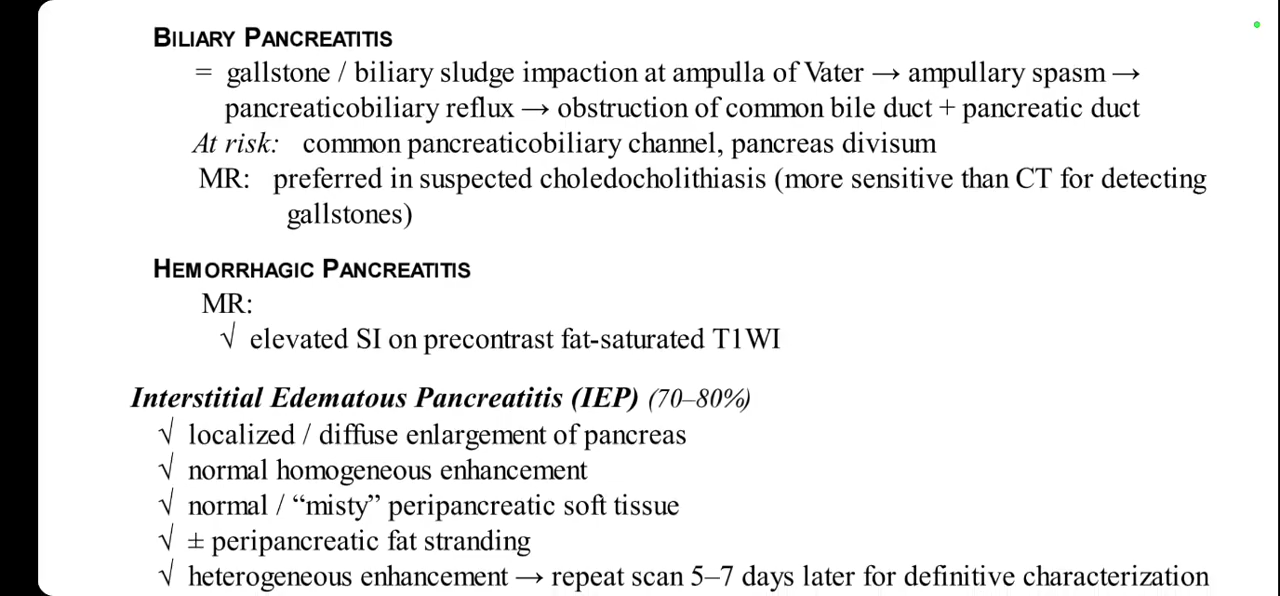 BILIARY PANCREATITIS
= gallstone / biliary sludge impaction at ampulla of Vater → ampullary spasm →
pancreaticobiliary reflux → obstruction of common bile duct + pancreatic duct
At risk: common pancreaticobiliary channel, pancreas divisum
MR: preferred in suspected choledocholithiasis (more sensitive than CT for detecting
gallstones)
HEMORRHAGIC PANCREATITIS
MR:
√ elevated SI on precontrast fat-saturated T1WI
Interstitial Edematous Pancreatitis (IEP) (70–80%)
√ localized / diffuse enlargement of pancreas
√ normal homogeneous enhancement
√ normal / “misty” peripancreatic soft tissue
√ ± peripancreatic fat stranding
√ heterogeneous enhancement → repeat scan 5–7 days later for definitive characterization